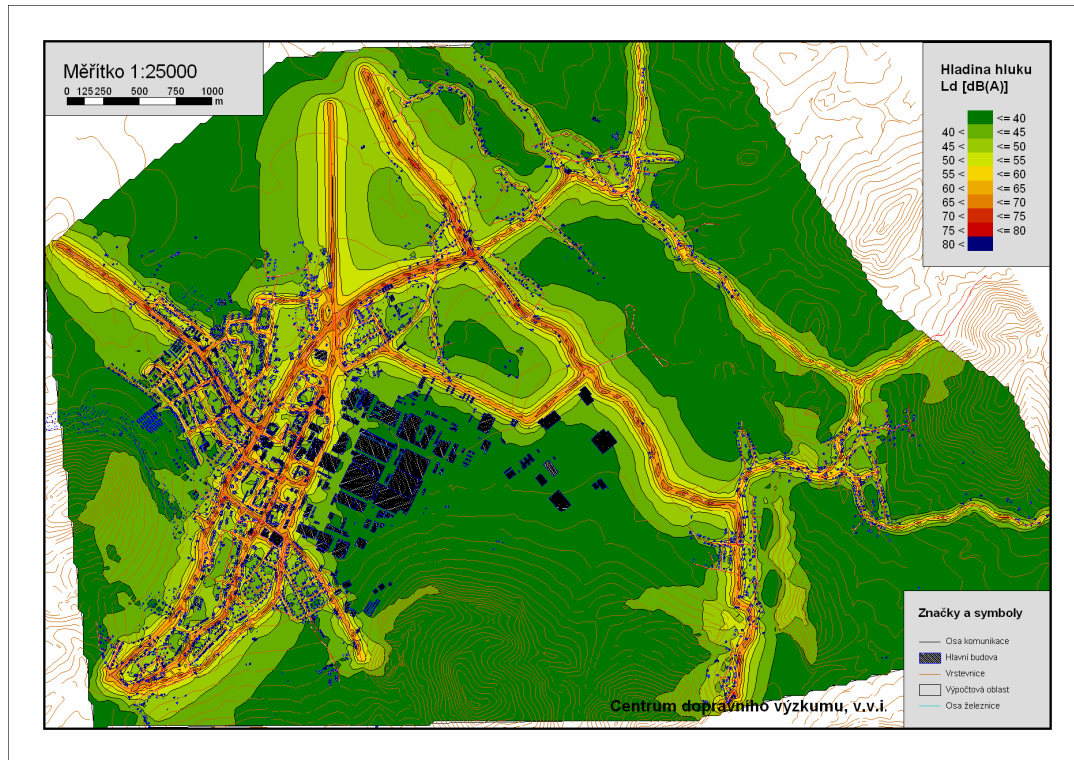 Měřítko 1:25000
0 125 250 500 750 1000
m
Hladina hluku
Ld [dB(A)]
<= 40
40 < <= 45
45 < <= 50
50 < <= 55
55 < <= 60
60 < <= 65
65 < <= 70
70 < <= 75
75 < <= 80
80 <
Značky a symboly
Osa komunikace
Hlavní budova
Vrstevnice
Výpočtová oblast
Osa železnice
Centrum dopravního výzkumu, v.v.i.